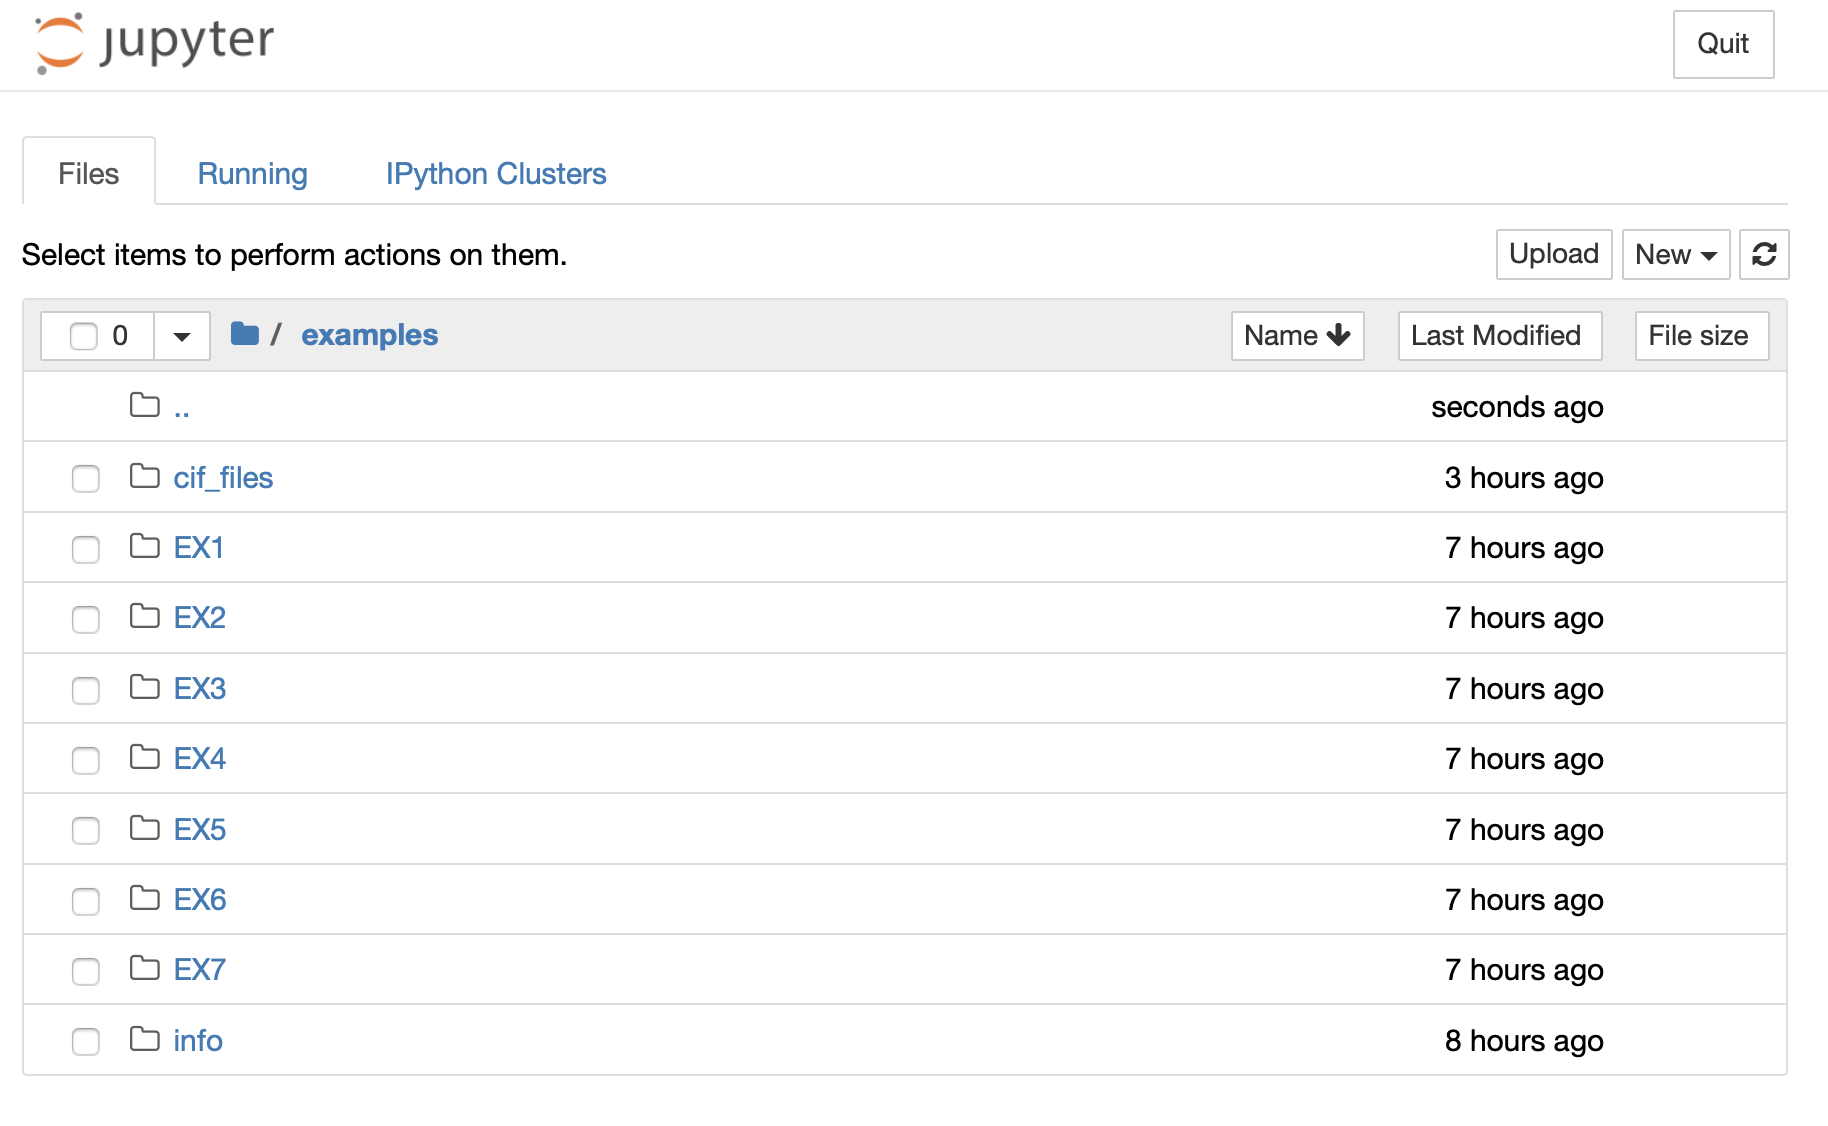 jupyter
Quit
Files Running IPython Clusters
Select items to perform actions on them.
Upload New
0 / examples Name Last Modified File size
.. seconds ago
cif_files 3 hours ago
EX1 7 hours ago
EX2 7 hours ago
EX3 7 hours ago
EX4 7 hours ago
EX5 7 hours ago
EX6 7 hours ago
EX7 7 hours ago
info 8 hours ago